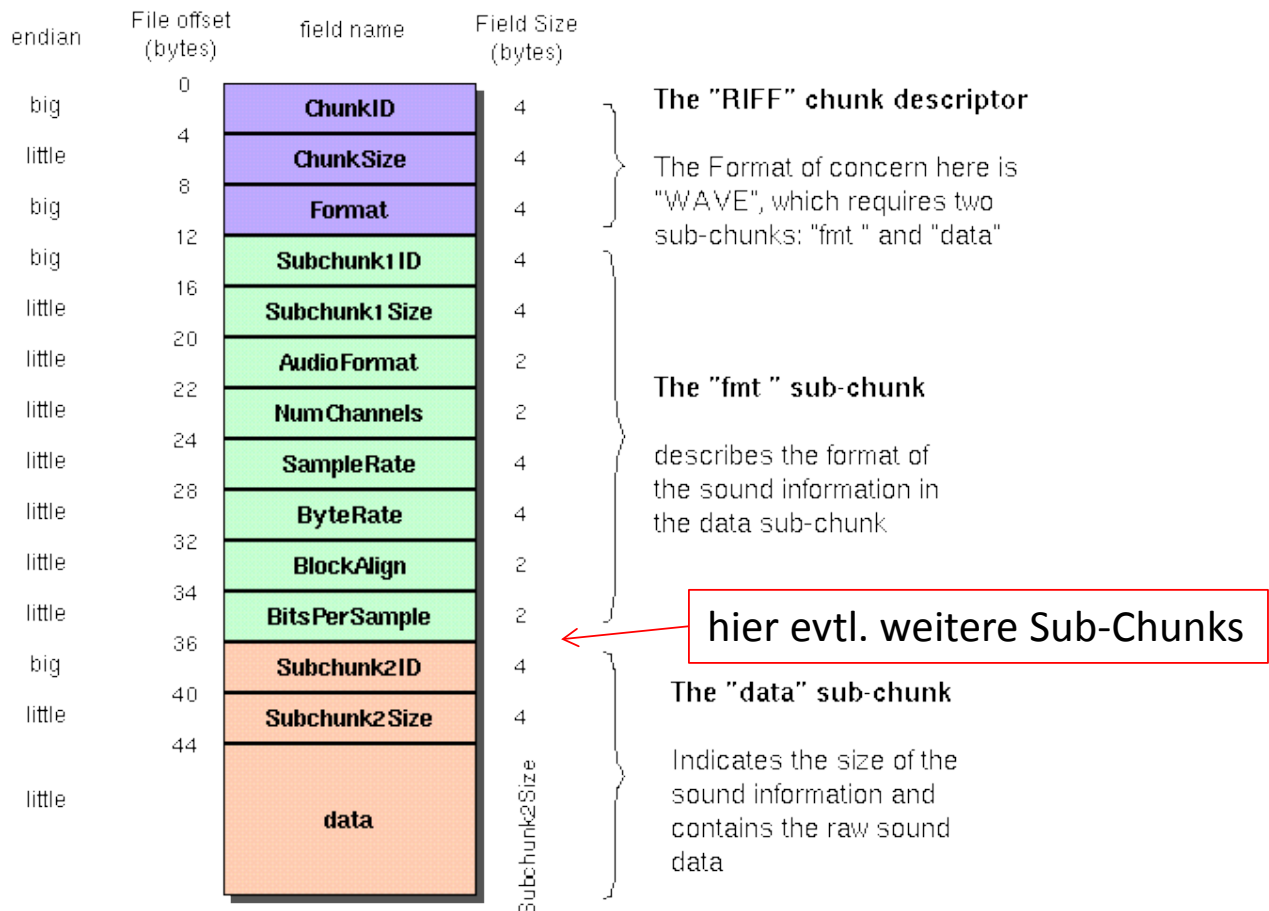 endian
File offset
(bytes)
field name
Field Size
(bytes)
0
big
ChunkID
4
4
little
ChunkSize
4
8
big
Format
4
12
big
Subchunk1ID
4
16
little
Subchunk1Size
4
20
little
AudioFormat
2
22
little
NumChannels
2
24
little
SampleRate
4
28
little
ByteRate
4
32
little
BlockAlign
2
34
little
BitsPerSample
2
36
big
Subchunk2ID
4
40
little
Subchunk2Size
4
44
little
data
Subchunk2Size
The "RIFF" chunk descriptor
The Format of concern here is
"WAVE", which requires two
sub-chunks: "fmt " and "data"
The "fmt " sub-chunk
describes the format of
the sound information in
the data sub-chunk
hier evtl. weitere Sub-Chunks
The "data" sub-chunk
Indicates the size of the
sound information and
contains the raw sound
data